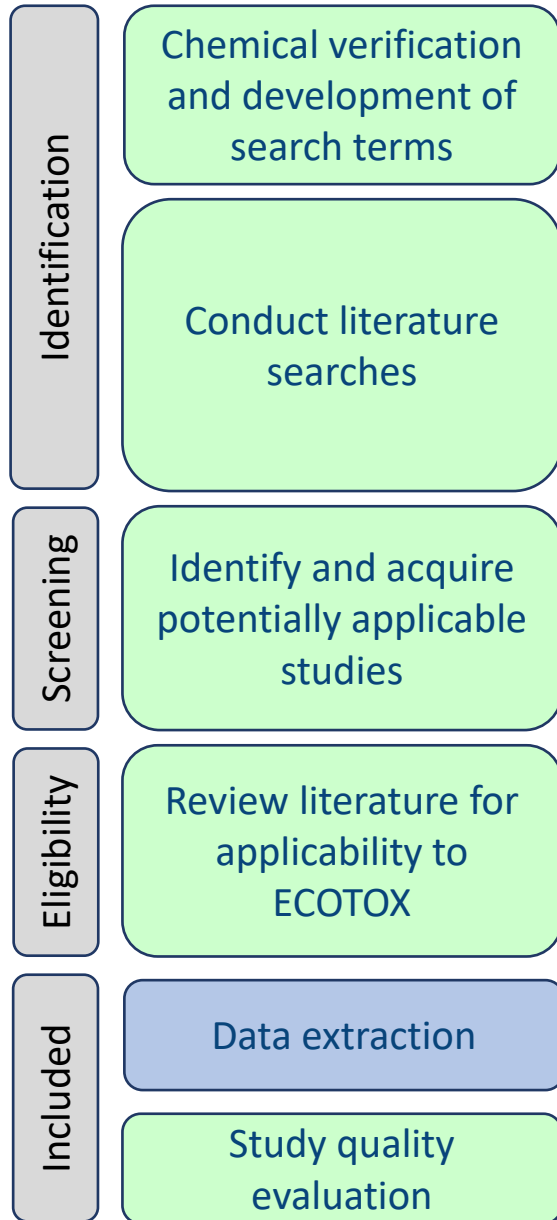 Identification
Chemical verification
and development of
search terms
Conduct literature
searches
Screening
Identify and acquire
potentially applicable
studies
Eligibility
Review literature for
applicability to
ECOTOX
Included
Data extraction
Study quality
evaluation